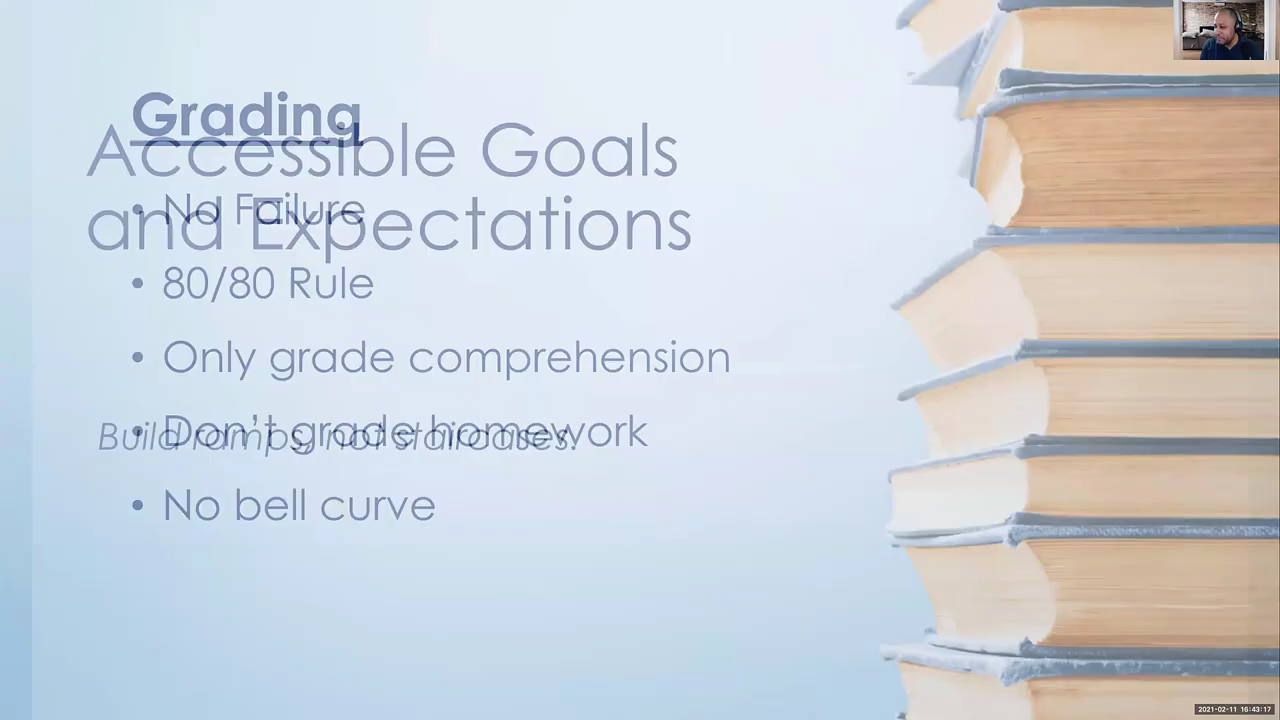 Grading
Accessible Goals
and Expectations
• No Failure
• 80/80 Rule
• Only grade comprehension
• Don’t grade homework
Build ramps, not staircases.
• No bell curve
2021-02-11 16:43:17